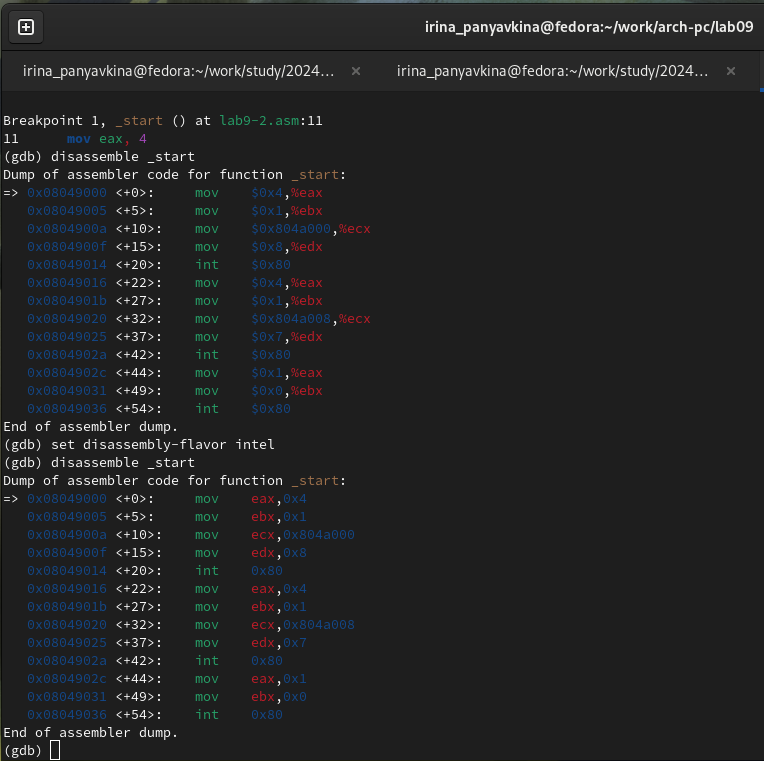 irina_panyavkina@fedora:~/work/arch-pc/lab09
irina_panyavkina@fedora:~/work/study/2024... × irina_panyavkina@fedora:~/work/study/2024... ×
Breakpoint 1, _start () at lab9-2.asm:11
11      mov eax, 4
(gdb) disassemble _start
Dump of assembler code for function _start:
=> 0x08049000 <+0>:     mov    $0x4,%eax
   0x08049005 <+5>:     mov    $0x1,%ebx
   0x0804900a <+10>:    mov    $0x804a000,%ecx
   0x0804900f <+15>:    mov    $0x8,%edx
   0x08049014 <+20>:    int    $0x80
   0x08049016 <+22>:    mov    $0x4,%eax
   0x0804901b <+27>:    mov    $0x1,%ebx
   0x08049020 <+32>:    mov    $0x804a008,%ecx
   0x08049025 <+37>:    mov    $0x7,%edx
   0x0804902a <+42>:    int    $0x80
   0x0804902c <+44>:    mov    $0x1,%eax
   0x08049031 <+49>:    mov    $0x0,%ebx
   0x08049036 <+54>:    int    $0x80
End of assembler dump.
(gdb) set disassembly-flavor intel
(gdb) disassemble _start
Dump of assembler code for function _start:
=> 0x08049000 <+0>:     mov    eax,0x4
   0x08049005 <+5>:     mov    ebx,0x1
   0x0804900a <+10>:    mov    ecx,0x804a000
   0x0804900f <+15>:    mov    edx,0x8
   0x08049014 <+20>:    int    0x80
   0x08049016 <+22>:    mov    eax,0x4
   0x0804901b <+27>:    mov    ebx,0x1
   0x08049020 <+32>:    mov    ecx,0x804a008
   0x08049025 <+37>:    mov    edx,0x7
   0x0804902a <+42>:    int    0x80
   0x0804902c <+44>:    mov    eax,0x1
   0x08049031 <+49>:    mov    ebx,0x0
   0x08049036 <+54>:    int    0x80
End of assembler dump.
(gdb)